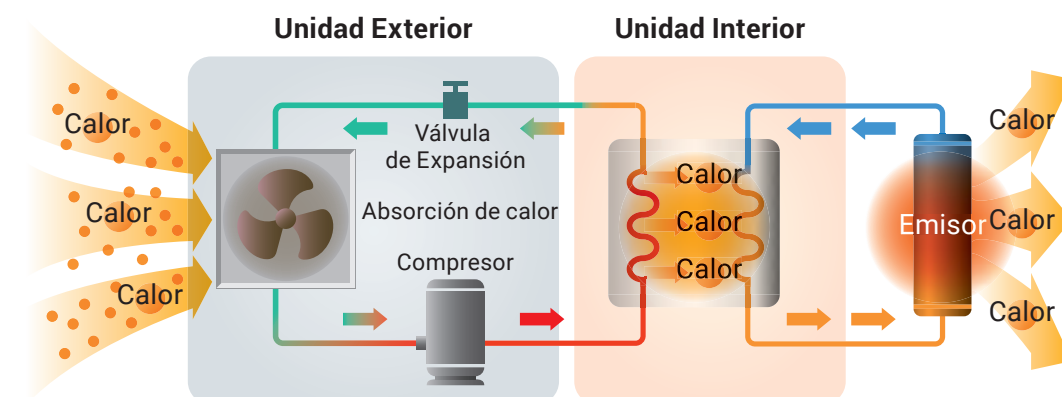 Unidad Exterior
Unidad Interior
Calor
Calor
Calor
Válvula
de Expansión
Absorción de calor
Compresor
Calor
Calor
Calor
Emisor
Calor
Calor
Calor